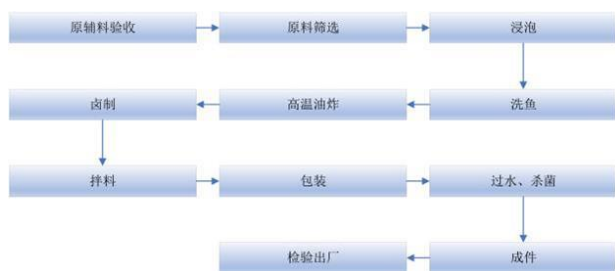 原辅料验收
原料筛选
浸泡
洗鱼
高温油炸
卤制
拌料
包装
过水、杀菌
成件
检验出厂